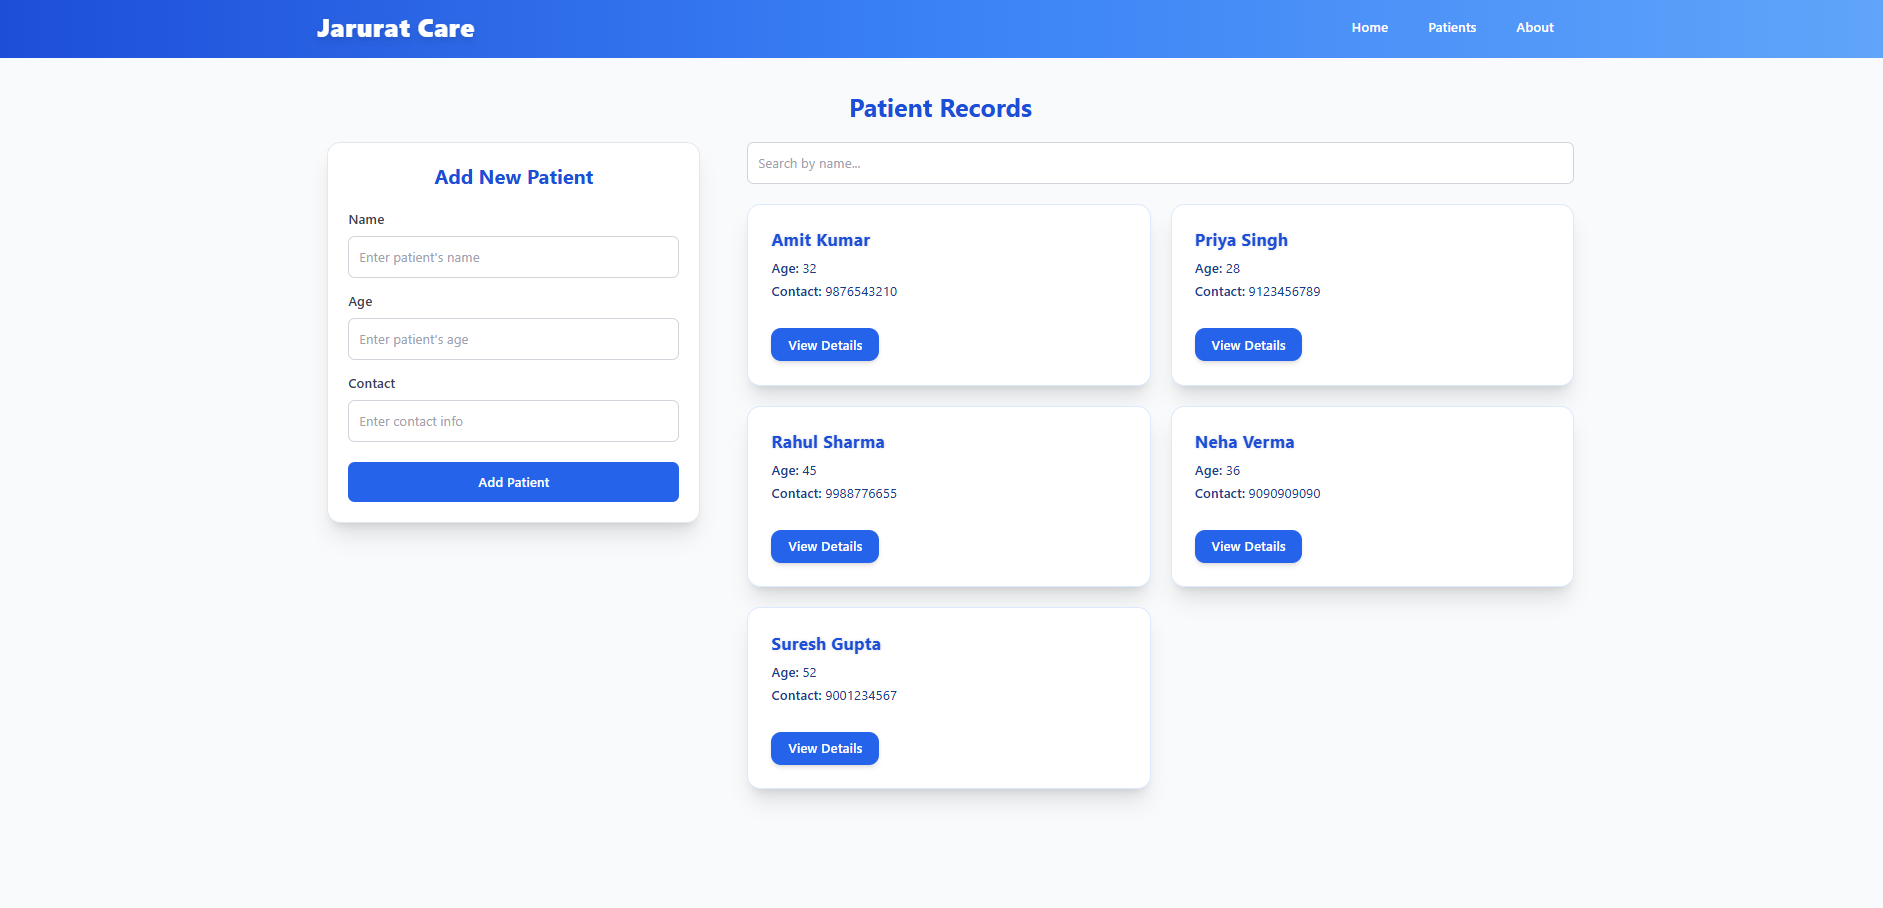 Jarurat Care
Home
Patients
About
Patient Records
Add New Patient
Name
Enter patient's name
Age
Enter patient's age
Contact
Enter contact info
Add Patient
Search by name...
Amit Kumar
Age: 32
Contact: 9876543210
View Details
Priya Singh
Age: 28
Contact: 9123456789
View Details
Rahul Sharma
Age: 45
Contact: 9988776655
View Details
Neha Verma
Age: 36
Contact: 9090909090
View Details
Suresh Gupta
Age: 52
Contact: 9001234567
View Details